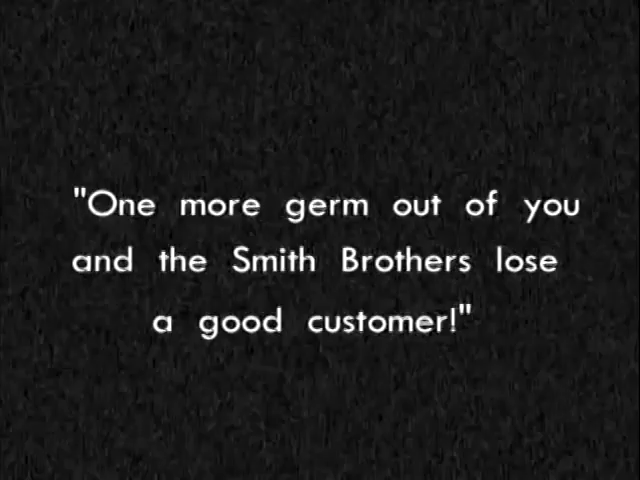 "One more germ out of you
and the Smith Brothers lose
a good customer!"